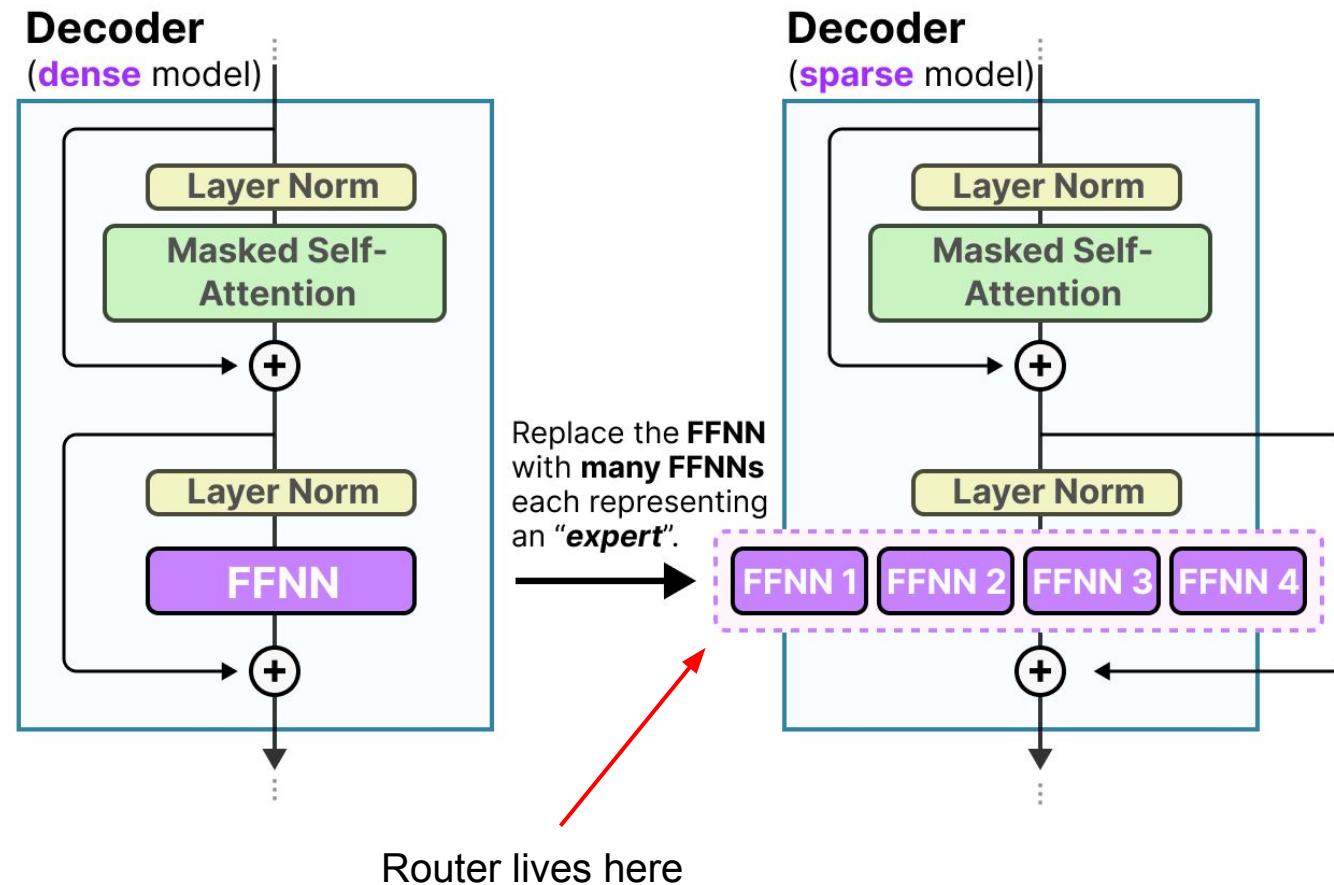 Decoder
(dense model)
Layer Norm
Masked Self-
Attention
+
Layer Norm
FFNN
+
Replace the FFNN
with many FFNNs
each representing
an “expert”.
Decoder
(sparse model)
Layer Norm
Masked Self-
Attention
+
Layer Norm
FFNN 1 FFNN 2 FFNN 3 FFNN 4
+
Router lives here